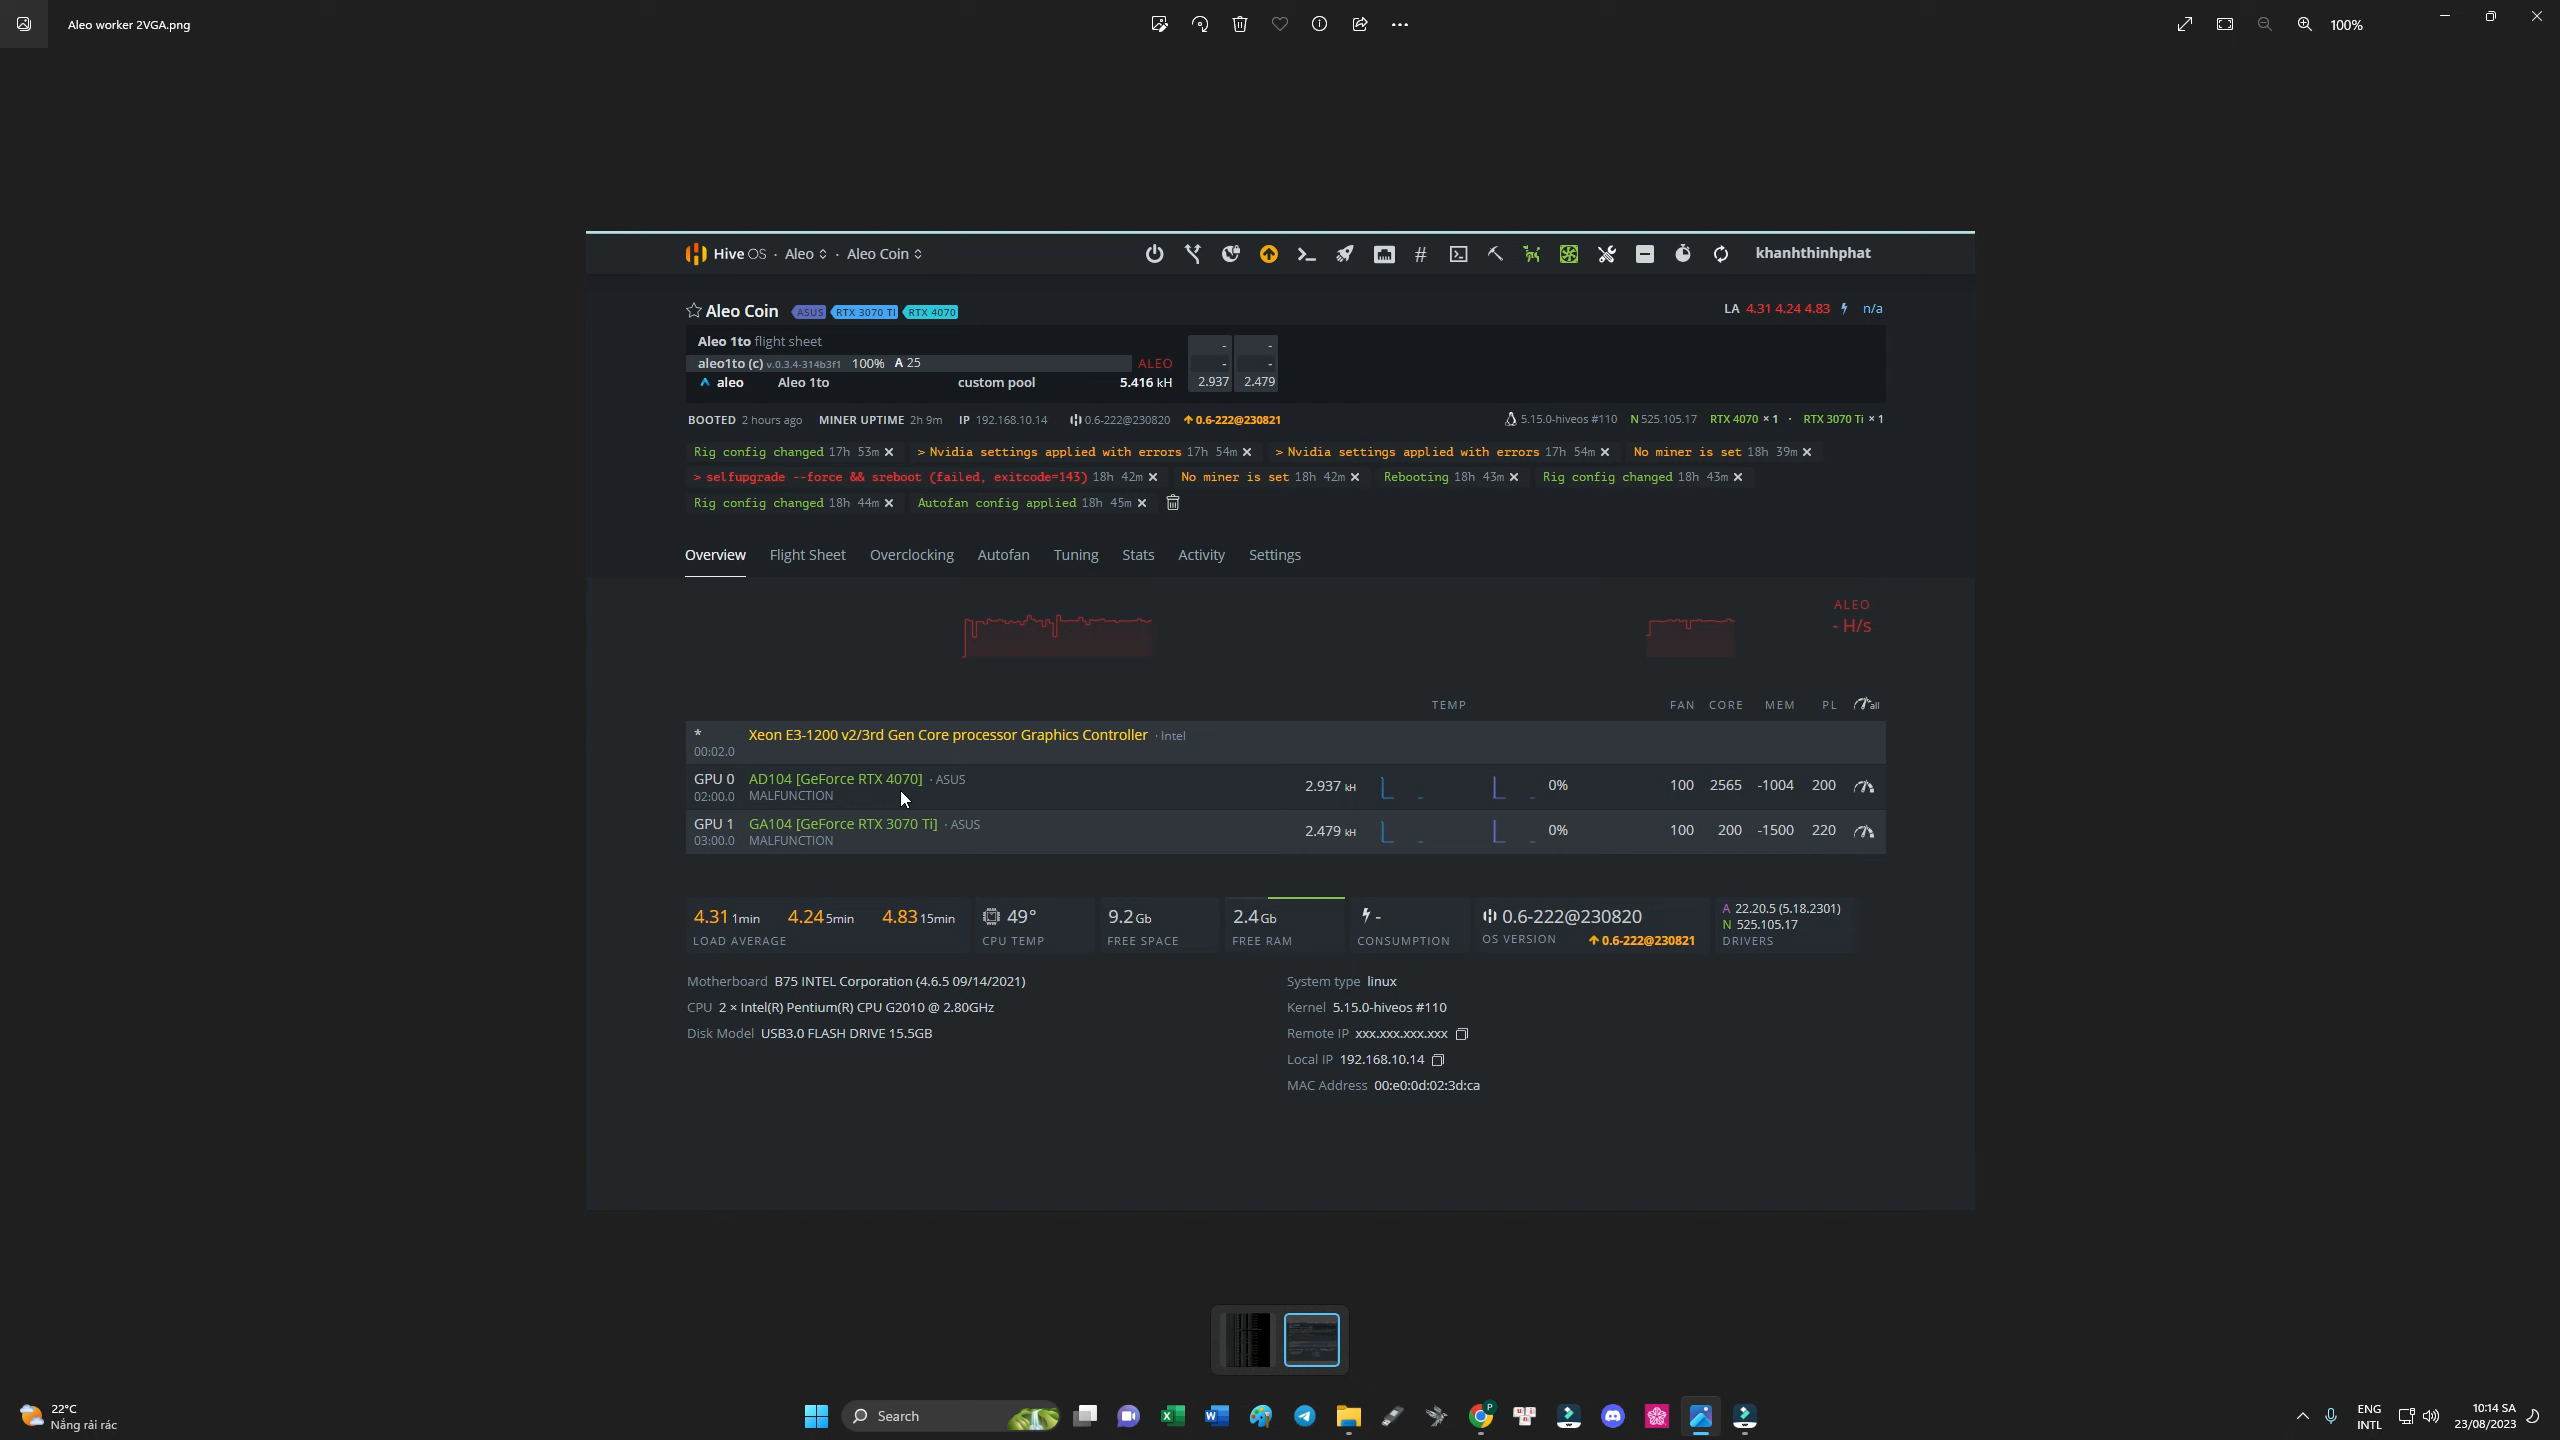 Aleo worker 2VGA.png
100%
Hive OS · Aleo · Aleo Coin
khanhthinhphat
Aleo Coin ASUS RTX 3070 TI RTX 4070
LA 4.31 4.24 4.83 n/a
Aleo 1to flight sheet
- -
aleo1to (c) v.0.3.4-314b3f1 100% A 25 ALEO - -
aleo Aleo 1to custom pool 5.416 kH 2.937 2.479
BOOTED 2 hours ago MINER UPTIME 2h 9m IP 192.168.10.14 0.6-222@230820 0.6-222@230821
5.15.0-hiveos #110 N 525.105.17 RTX 4070 ×1 · RTX 3070 Ti ×1
Rig config changed 17h 53m × > Nvidia settings applied with errors 17h 54m × > Nvidia settings applied with errors 17h 54m × No miner is set 18h 39m ×
> selfupgrade --force && sreboot (failed, exitcode=143) 18h 42m × No miner is set 18h 42m × Rebooting 18h 43m × Rig config changed 18h 43m ×
Rig config changed 18h 44m × Autofan config applied 18h 45m ×
Overview Flight Sheet Overclocking Autofan Tuning Stats Activity Settings
ALEO
- H/s
TEMP FAN CORE MEM PL all
* Xeon E3-1200 v2/3rd Gen Core processor Graphics Controller · Intel
00:02.0
GPU 0 AD104 [GeForce RTX 4070] · ASUS
02:00.0 MALFUNCTION
2.937 kH 0% 100 2565 -1004 200
GPU 1 GA104 [GeForce RTX 3070 Ti] · ASUS
03:00.0 MALFUNCTION
2.479 kH 0% 100 200 -1500 220
4.31 1min 4.24 5min 4.83 15min
LOAD AVERAGE
49°
CPU TEMP
9.2 Gb
FREE SPACE
2.4 Gb
FREE RAM
-
CONSUMPTION
0.6-222@230820
OS VERSION 0.6-222@230821
A 22.20.5 (5.18.2301)
N 525.105.17
DRIVERS
Motherboard B75 INTEL Corporation (4.6.5 09/14/2021)
CPU 2 × Intel(R) Pentium(R) CPU G2010 @ 2.80GHz
Disk Model USB3.0 FLASH DRIVE 15.5GB
System type linux
Kernel 5.15.0-hiveos #110
Remote IP xxx.xxx.xxx.xxx
Local IP 192.168.10.14
MAC Address 00:e0:0d:02:3d:ca
22°C
Nắng rải rác
Search
ENG
INTL
10:14 SA
23/08/2023